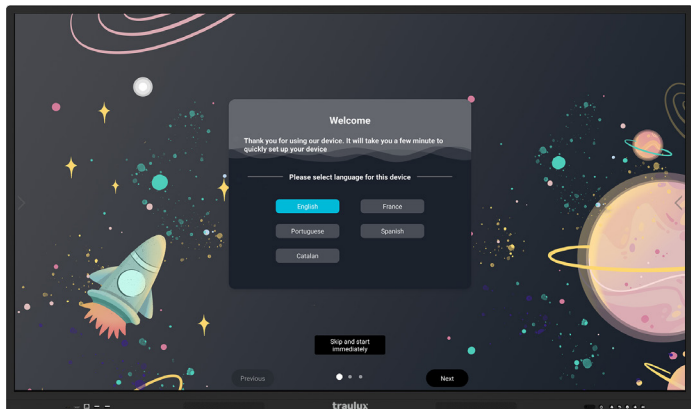 Welcome
Thank you for using our device. It will take you a few minute to
quickly set up your device
Please select language for this device
English
France
Portuguese
Spanish
Catalan
Skip and start
immediately
Previous
Next
traulux